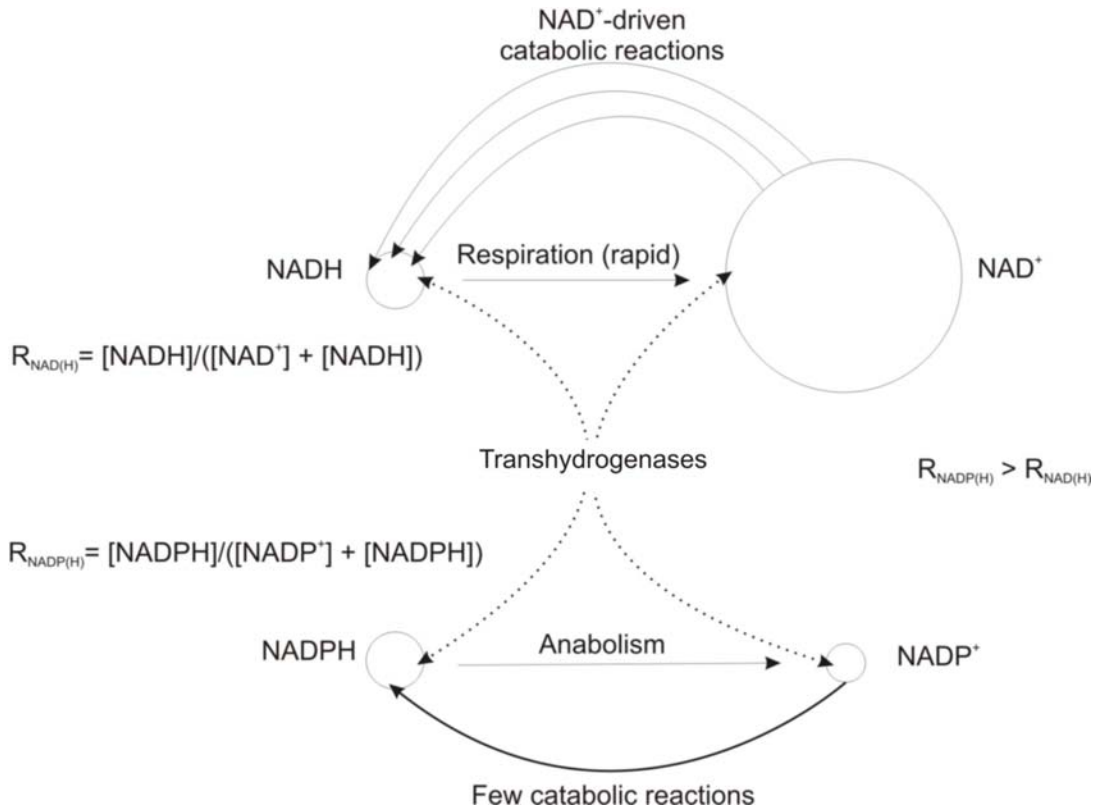 NAD⁺-driven
catabolic reactions
NADH
Respiration (rapid)
NAD⁺
R_NAD(H) = [NADH]/([NAD⁺] + [NADH])
Transhydrogenases
R_NADP(H) > R_NAD(H)
R_NADP(H) = [NADPH]/([NADP⁺] + [NADPH])
NADPH
Anabolism
NADP⁺
Few catabolic reactions